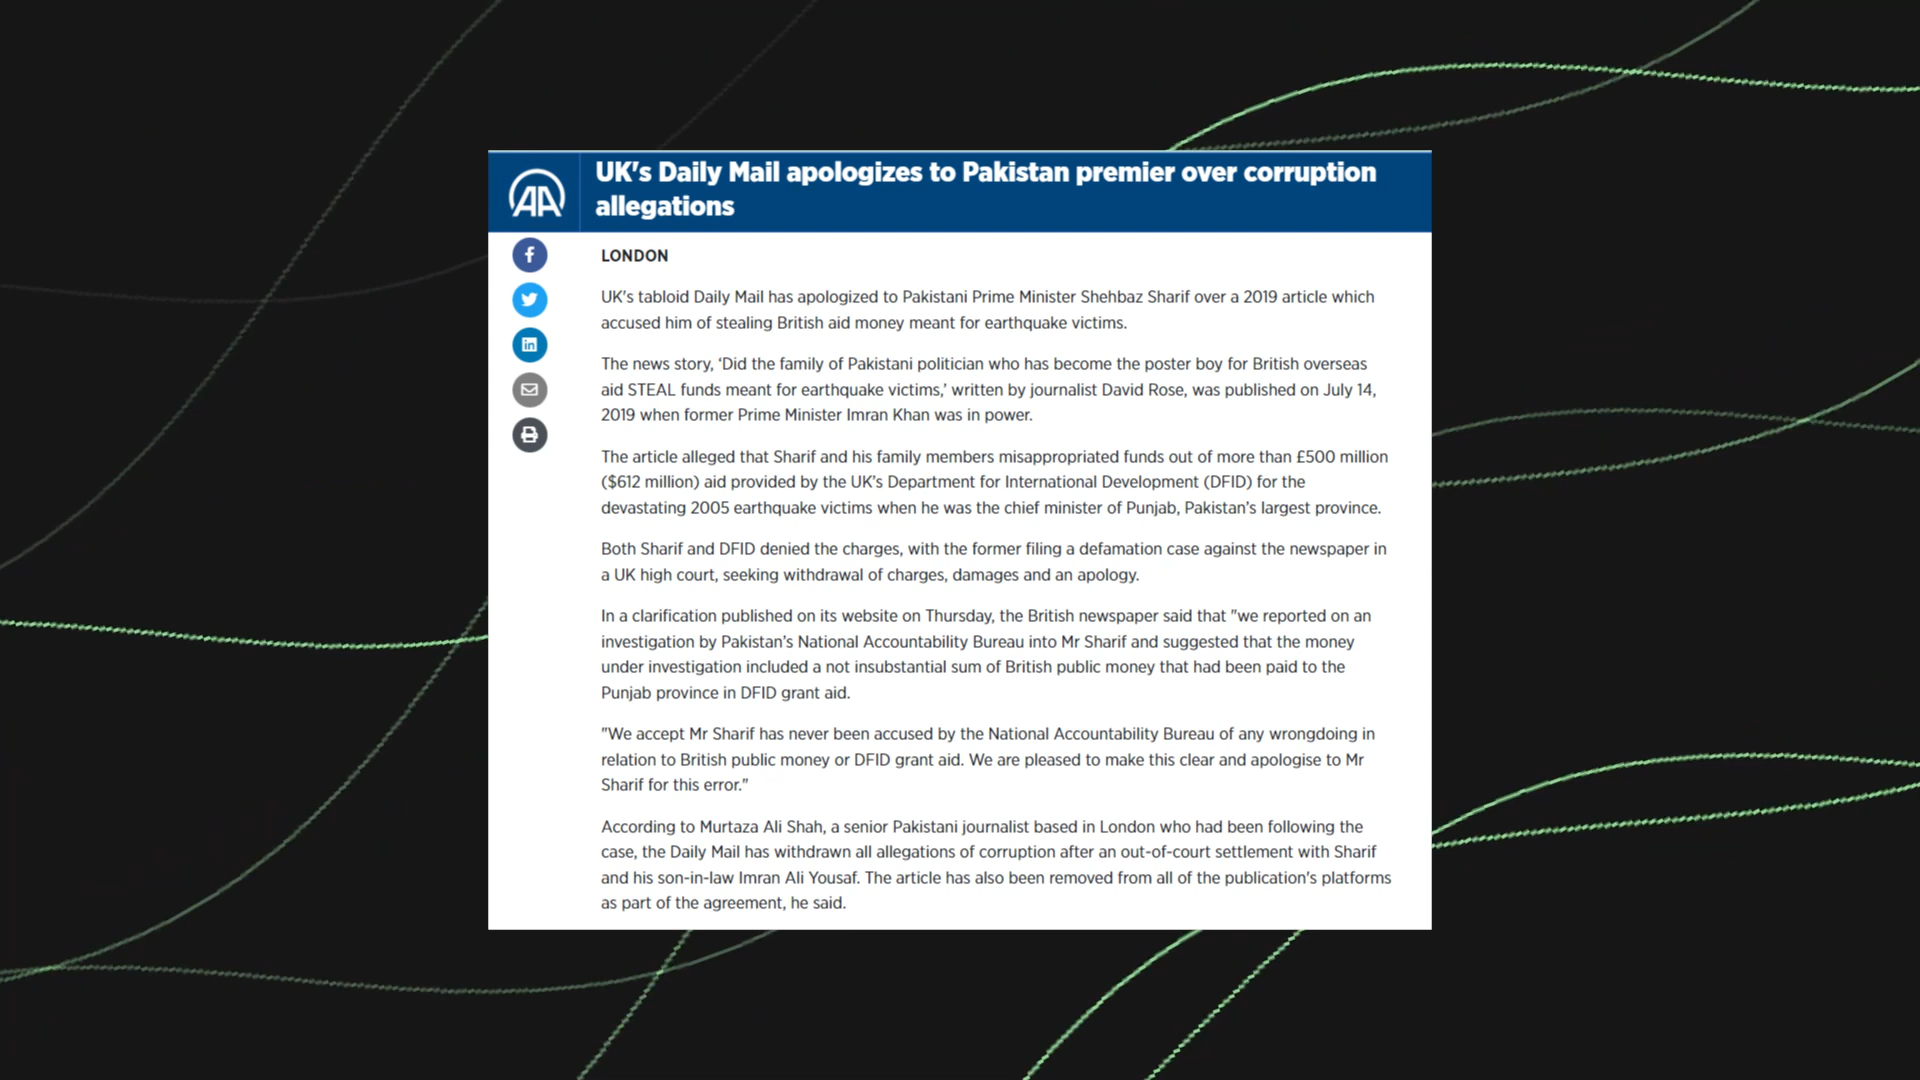 AA
UK's Daily Mail apologizes to Pakistan premier over corruption
allegations
LONDON
UK's tabloid Daily Mail has apologized to Pakistani Prime Minister Shehbaz Sharif over a 2019 article which
accused him of stealing British aid money meant for earthquake victims.
The news story, ‘Did the family of Pakistani politician who has become the poster boy for British overseas
aid STEAL funds meant for earthquake victims,’ written by journalist David Rose, was published on July 14,
2019 when former Prime Minister Imran Khan was in power.
The article alleged that Sharif and his family members misappropriated funds out of more than £500 million
($612 million) aid provided by the UK’s Department for International Development (DFID) for the
devastating 2005 earthquake victims when he was the chief minister of Punjab, Pakistan’s largest province.
Both Sharif and DFID denied the charges, with the former filing a defamation case against the newspaper in
a UK high court, seeking withdrawal of charges, damages and an apology.
In a clarification published on its website on Thursday, the British newspaper said that "we reported on an
investigation by Pakistan’s National Accountability Bureau into Mr Sharif and suggested that the money
under investigation included a not insubstantial sum of British public money that had been paid to the
Punjab province in DFID grant aid.
"We accept Mr Sharif has never been accused by the National Accountability Bureau of any wrongdoing in
relation to British public money or DFID grant aid. We are pleased to make this clear and apologise to Mr
Sharif for this error."
According to Murtaza Ali Shah, a senior Pakistani journalist based in London who had been following the
case, the Daily Mail has withdrawn all allegations of corruption after an out-of-court settlement with Sharif
and his son-in-law Imran Ali Yousaf. The article has also been removed from all of the publication's platforms
as part of the agreement, he said.